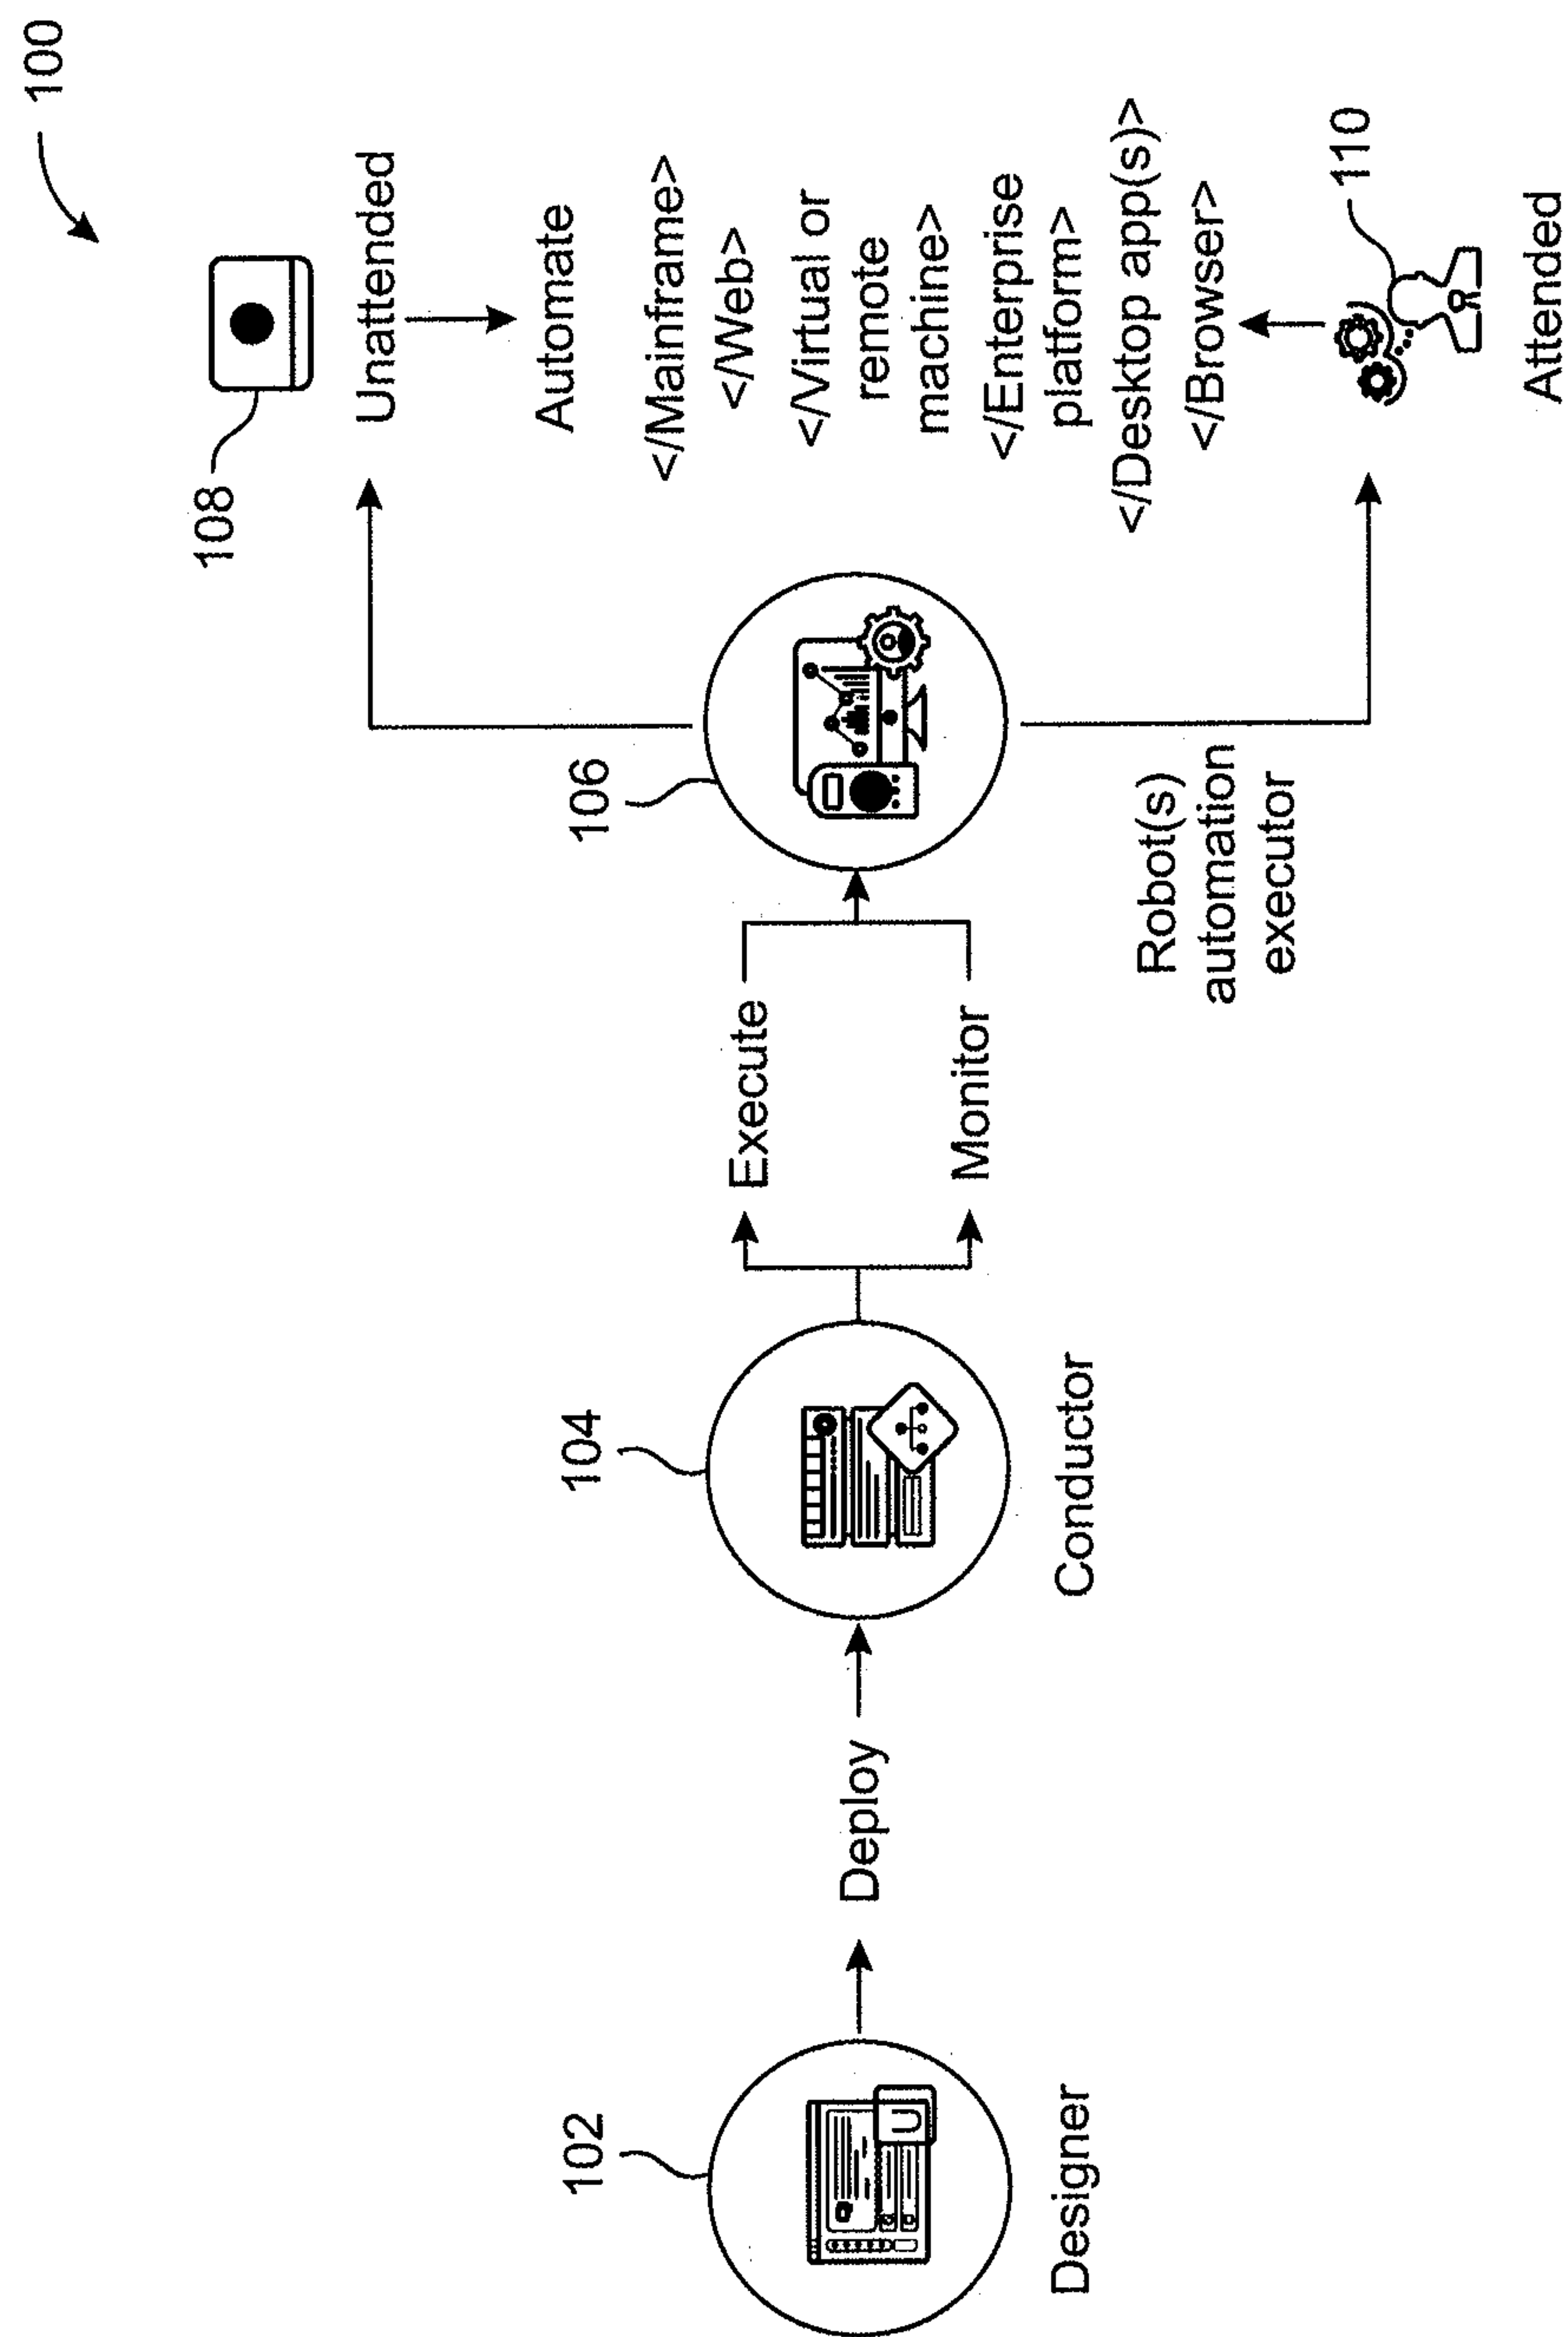 100
108
Unattended
Automate
</Mainframe>
</Web>
</Virtual or
remote
machine>
</Enterprise
platform>
</Desktop app(s)>
</Browser>
110
Attended
106
Robot(s)
automation
executor
Execute
Monitor
104
Conductor
Deploy
102
Designer